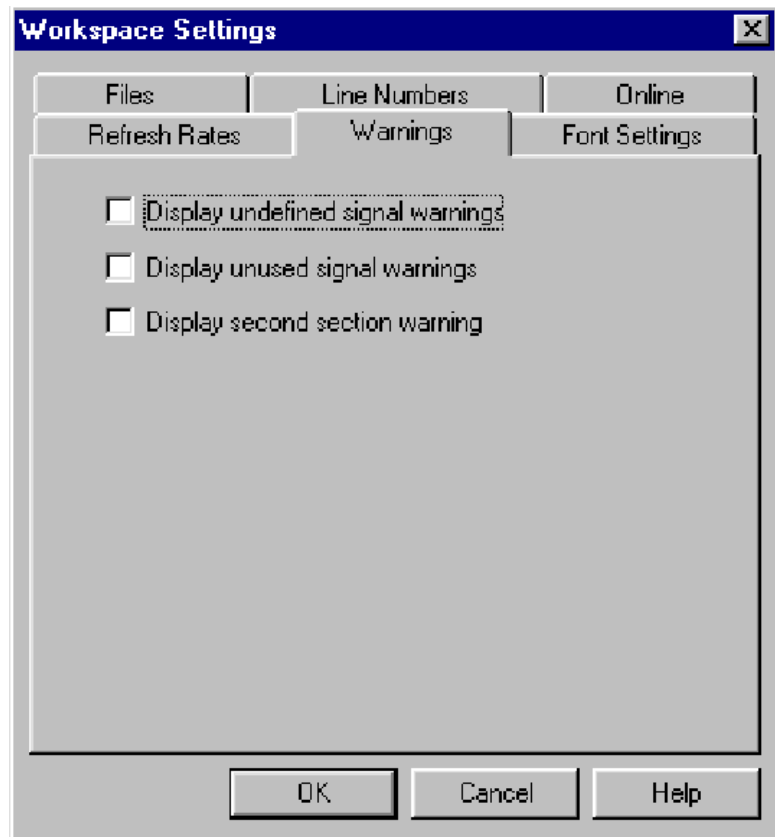 Workspace Settings
Files Line Numbers Online
Refresh Rates Warnings Font Settings
Display undefined signal warnings
Display unused signal warnings
Display second section warning
OK Cancel Help